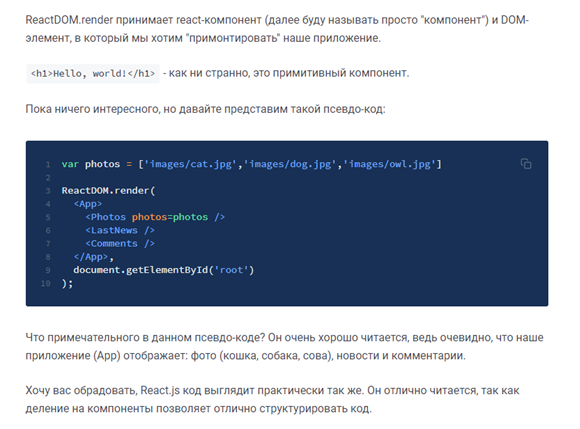 ReactDOM.render принимает react-компонент (далее буду называть просто "компонент") и DOM-
элемент, в который мы хотим "примонтировать" наше приложение.
<h1>Hello, world!</h1> - как ни странно, это примитивный компонент.
Пока ничего интересного, но давайте представим такой псевдо-код:
1 var photos = ['images/cat.jpg','images/dog.jpg','images/owl.jpg']
2
3 ReactDOM.render(
4   <App>
5     <Photos photos=photos />
6     <LastNews />
7     <Comments />
8   </App>,
9   document.getElementById('root')
10 );
Что примечательного в данном псевдо-коде? Он очень хорошо читается, ведь очевидно, что наше
приложение (App) отображает: фото (кошка, собака, сова), новости и комментарии.
Хочу вас обрадовать, React.js код выглядит практически так же. Он отлично читается, так как
деление на компоненты позволяет отлично структурировать код.